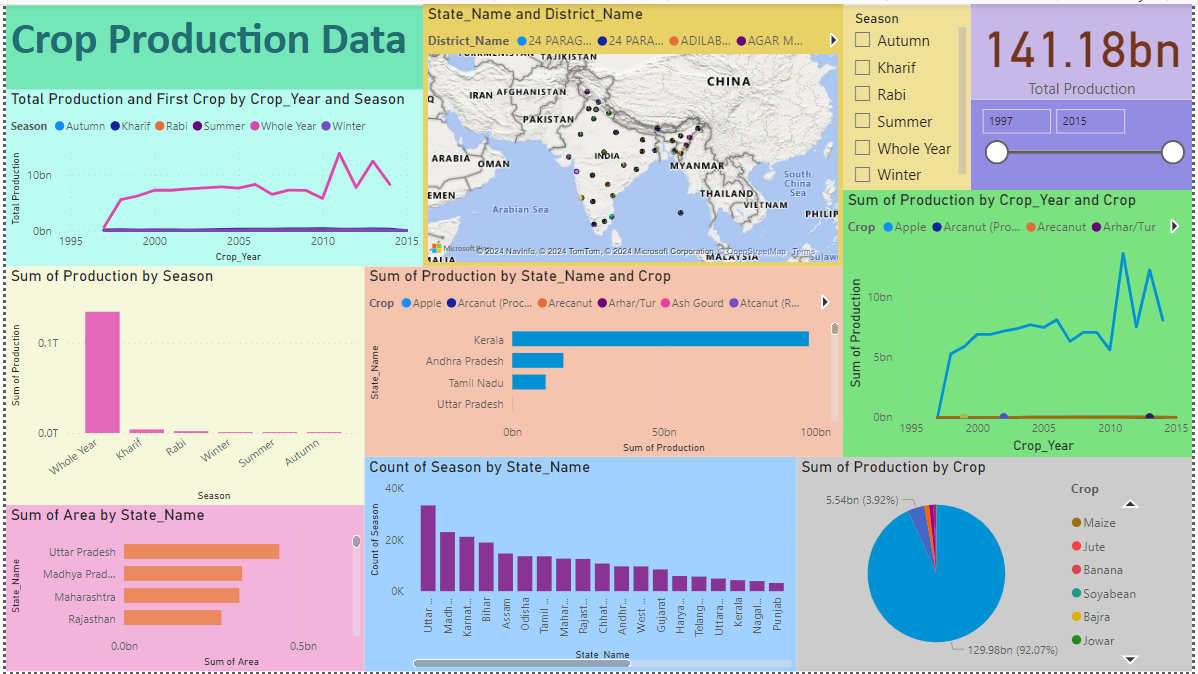 Crop Production Data
Total Production and First Crop by Crop_Year and Season
Season Autumn Kharif Rabi Summer Whole Year Winter
Total Production
10bn
0bn
1995 2000 2005 2010 2015
Crop_Year
State_Name and District_Name
District_Name 24 PARAG... 24 PARA... ADILAB... AGAR M...
TAJIKISTAN
CHINA
IRAN
AFGHANISTAN
PAKISTAN
ARABIA
OMAN
INDIA
MYANMAR
EMEN
THAILAND
VIETNAM
South
China
Sea
PHILIP
Arabian Sea
MALAYSIA
Microsoft Bing
© 2024 NavInfo, © 2024 TomTom, © 2024 Microsoft Corporation, © OpenStreetMap Terms
Season
Autumn
Kharif
Rabi
Summer
Whole Year
Winter
141.18bn
Total Production
1997 2015
Sum of Production by Crop_Year and Crop
Crop Apple Arcanut (Pro... Arecanut Arhar/Tur
Sum of Production
10bn
5bn
0bn
1995 2000 2005 2010 2015
Crop_Year
Sum of Production by Season
Sum of Production
0.1T
0.0T
Whole Year Kharif Rabi Winter Summer Autumn
Season
Sum of Production by State_Name and Crop
Crop Apple Arcanut (Proc... Arecanut Arhar/Tur Ash Gourd Atcanut (R...
State_Name
Kerala
Andhra Pradesh
Tamil Nadu
Uttar Pradesh
0bn 50bn 100bn
Sum of Production
Sum of Area by State_Name
State_Name
Uttar Pradesh
Madhya Prad...
Maharashtra
Rajasthan
0.0bn 0.5bn
Sum of Area
Count of Season by State_Name
Count of Season
40K
20K
0K
Uttar ... Madh... Karnat... Bihar Assam Odisha Tamil ... Mahar... Rajast... Chhat... Andhr... West ... Gujarat Harya... Telang... Uttara... Kerala Nagal... Punjab
State_Name
Sum of Production by Crop
5.54bn (3.92%)
129.98bn (92.07%)
Crop
Maize
Jute
Banana
Soyabean
Bajra
Jowar